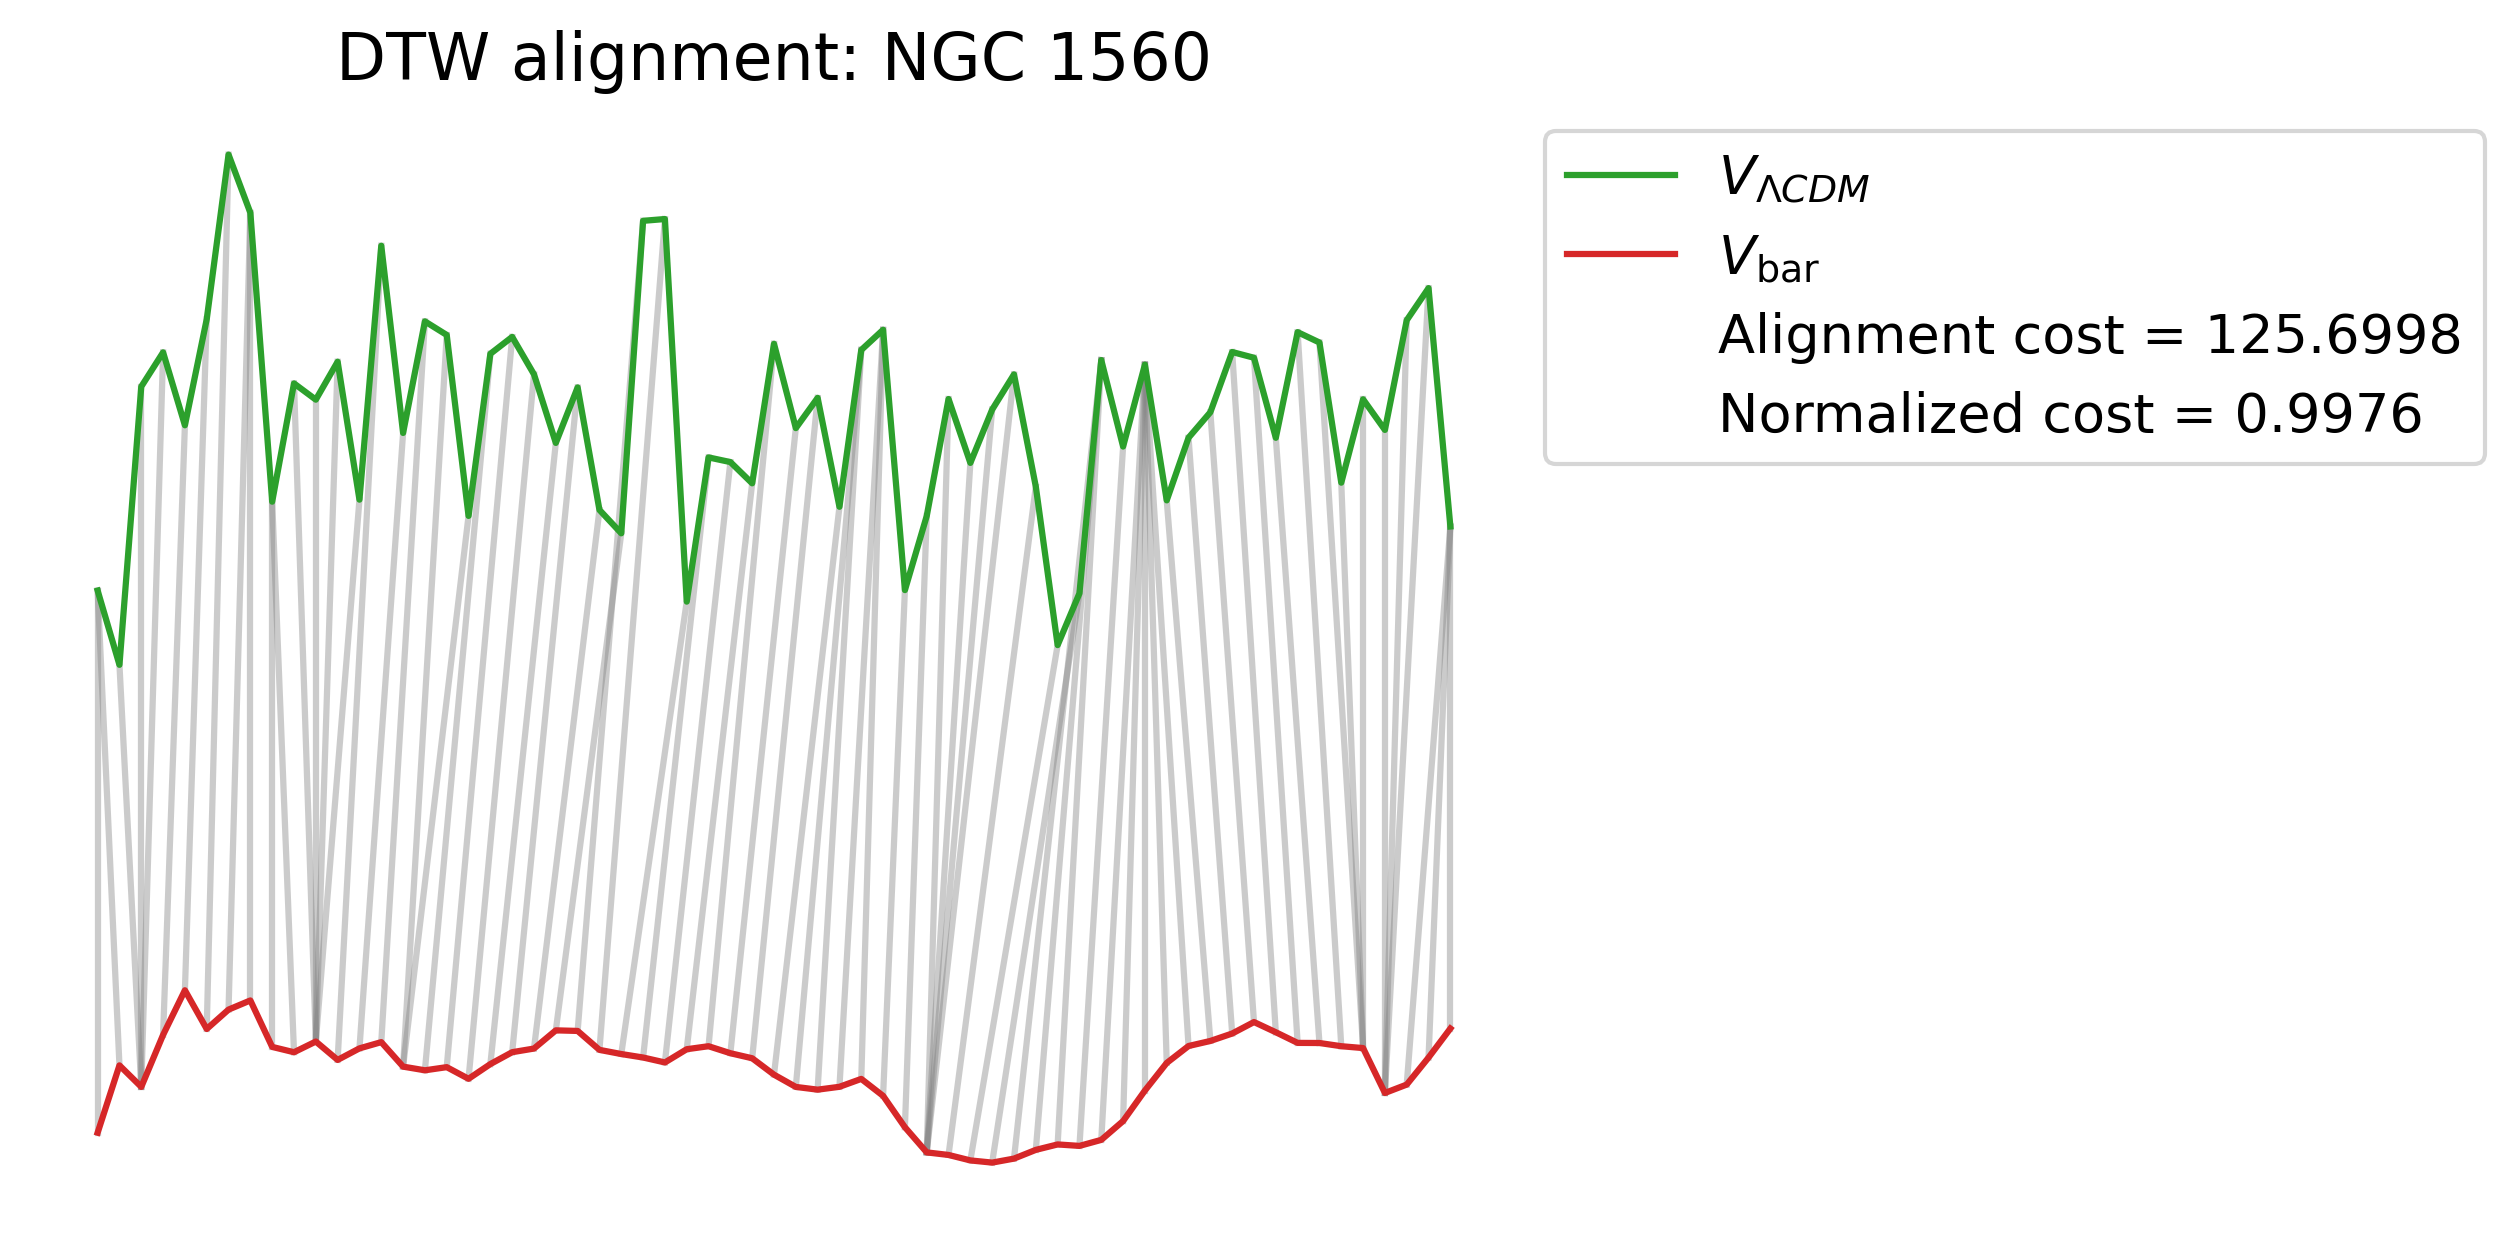 DTW alignment: NGC 1560
V_ΛCDM
V_bar
Alignment cost = 125.6998
Normalized cost = 0.9976